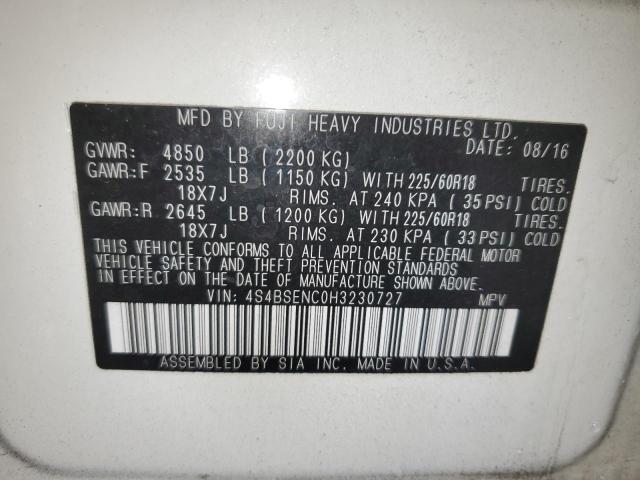 MFD BY FUJI HEAVY INDUSTRIES LTD.
DATE: 08/16
GVWR: 4850 LB (2200 KG)
GAWR:F 2535 LB (1150 KG) WITH 225/60R18 TIRES.
18X7J RIMS. AT 240 KPA (35 PSI) COLD
GAWR:R 2645 LB (1200 KG) WITH 225/60R18 TIRES.
18X7J RIMS. AT 230 KPA (33 PSI) COLD
THIS VEHICLE CONFORMS TO ALL APPLICABLE FEDERAL MOTOR
VEHICLE SAFETY AND THEFT PREVENTION STANDARDS
IN EFFECT ON THE DATE OF MANUFACTURE SHOWN ABOVE.
VIN: 4S4BSENC0H3230727 MPV
ASSEMBLED BY SIA INC. MADE IN U.S.A.